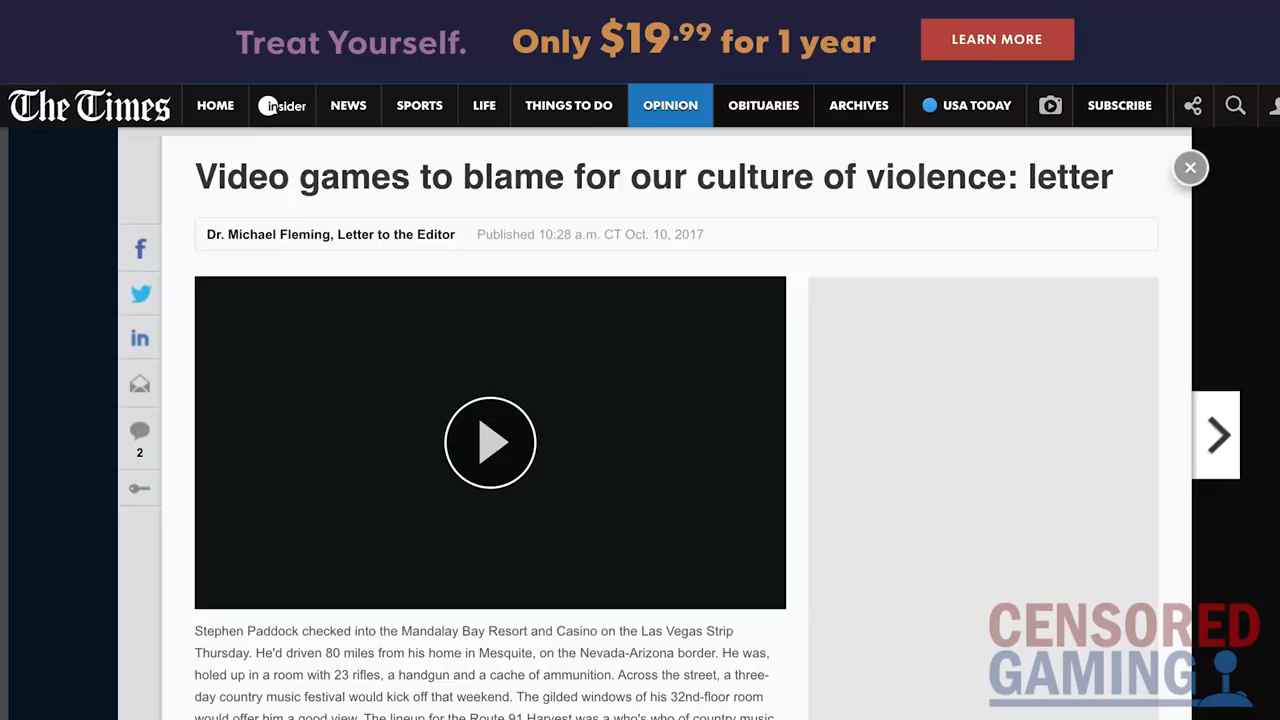 Treat Yourself. Only $19.99 for 1 year LEARN MORE
The Times HOME insider NEWS SPORTS LIFE THINGS TO DO OPINION OBITUARIES ARCHIVES USA TODAY SUBSCRIBE
Video games to blame for our culture of violence: letter
Dr. Michael Fleming, Letter to the Editor Published 10:28 a.m. CT Oct. 10, 2017
f
in
2
Stephen Paddock checked into the Mandalay Bay Resort and Casino on the Las Vegas Strip
Thursday. He'd driven 80 miles from his home in Mesquite, on the Nevada-Arizona border. He was,
holed up in a room with 23 rifles, a handgun and a cache of ammunition. Across the street, a three-
day country music festival would kick off that weekend. The gilded windows of his 32nd-floor room
would offer him a good view. The lineup for the Route 91 Harvest was a who's who of country music
CENSORED
GAMING